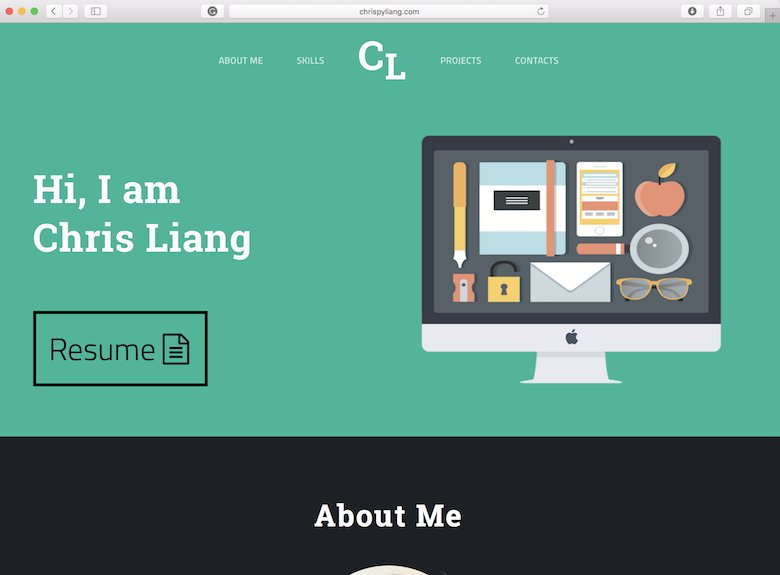 chrispyliang.com
ABOUT ME
SKILLS
CL
PROJECTS
CONTACTS
Hi, I am
Chris Liang
Resume
About Me